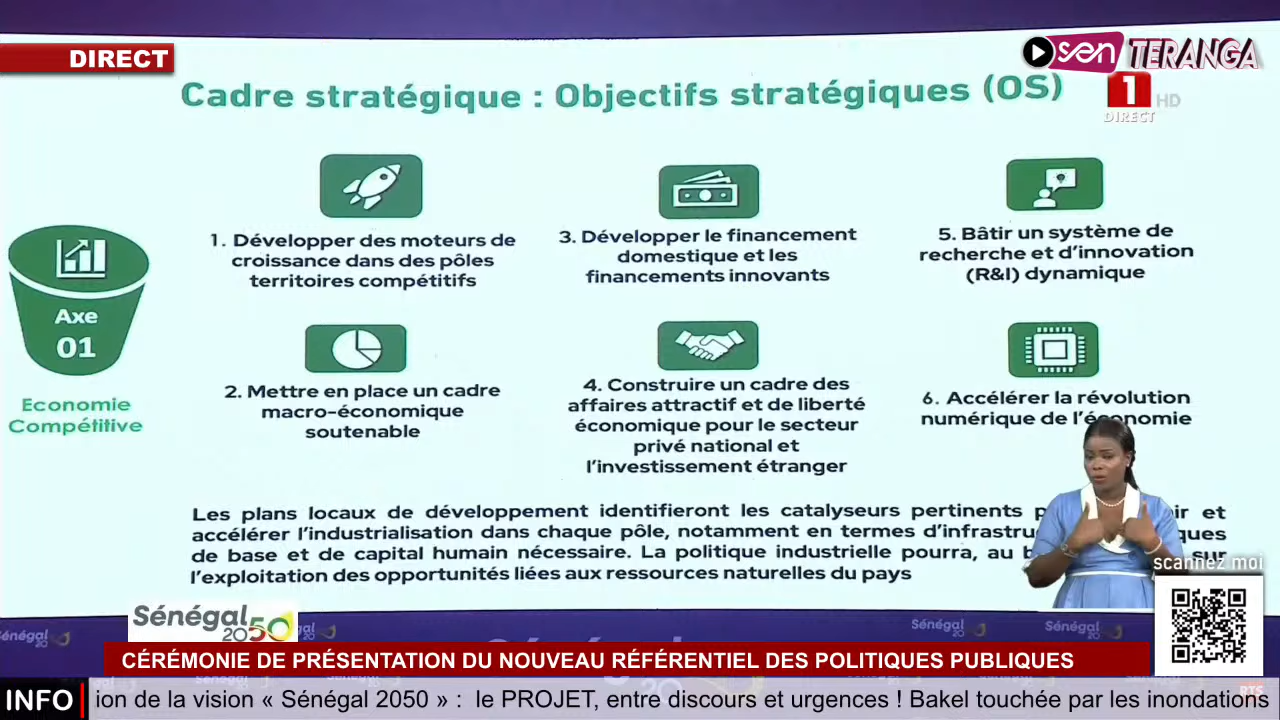 DIRECT
sen TERANGA
1 HD
DIRECT
Cadre stratégique : Objectifs stratégiques (OS)
Axe
01
Economie
Compétitive
1. Développer des moteurs de
croissance dans des pôles
territoires compétitifs
2. Mettre en place un cadre
macro-économique
soutenable
3. Développer le financement
domestique et les
financements innovants
4. Construire un cadre des
affaires attractif et de liberté
économique pour le secteur
privé national et
l'investissement étranger
5. Bâtir un système de
recherche et d'innovation
(R&I) dynamique
6. Accélérer la révolution
numérique de l'économie
Les plans locaux de développement identifieront les catalyseurs pertinents et
accélérer l'industrialisation dans chaque pôle, notamment en termes
de base et de capital humain nécessaire. La politique industrielle pourra, au sur
l'exploitation des opportunités liées aux ressources naturelles du pays
scannez moi
Sénégal
2050
Sénégal
Sénégal
Sénégal
CÉRÉMONIE DE PRÉSENTATION DU NOUVEAU RÉFÉRENTIEL DES POLITIQUES PUBLIQUES
INFO ion de la vision « Sénégal 2050 » : le PROJET, entre discours et urgences ! Bakel touchée par les inondations
RTS